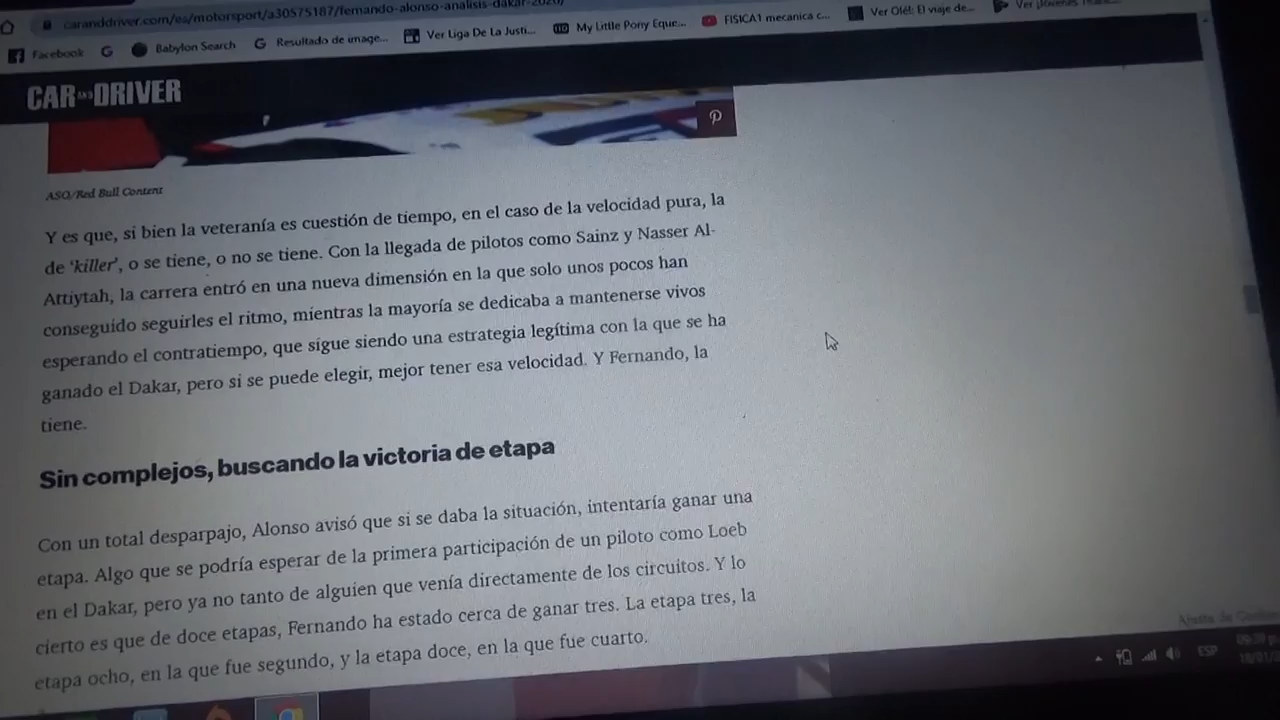 caranddriver.com/es/motorsport/a30575187/fernando-alonso-analisis-dakar-2020/
Facebook
Babylon Search
Resultado de image...
Ver Liga De La Justi...
My Little Pony Eque...
FISICA1 mecanica c...
Ver Olé!: El viaje de...
CAR AND DRIVER
ASO/Red Bull Content
Y es que, si bien la veteranía es cuestión de tiempo, en el caso de la velocidad pura, la
de 'killer', o se tiene, o no se tiene. Con la llegada de pilotos como Sainz y Nasser Al-
Attiytah, la carrera entró en una nueva dimensión en la que solo unos pocos han
conseguido seguirles el ritmo, mientras la mayoría se dedicaba a mantenerse vivos
esperando el contratiempo, que sigue siendo una estrategia legítima con la que se ha
ganado el Dakar, pero si se puede elegir, mejor tener esa velocidad. Y Fernando, la
tiene.
Sin complejos, buscando la victoria de etapa
Con un total desparpajo, Alonso avisó que si se daba la situación, intentaría ganar una
etapa. Algo que se podría esperar de la primera participación de un piloto como Loeb
en el Dakar, pero ya no tanto de alguien que venía directamente de los circuitos. Y lo
cierto es que de doce etapas, Fernando ha estado cerca de ganar tres. La etapa tres, la
etapa ocho, en la que fue segundo, y la etapa doce, en la que fue cuarto.
ESP